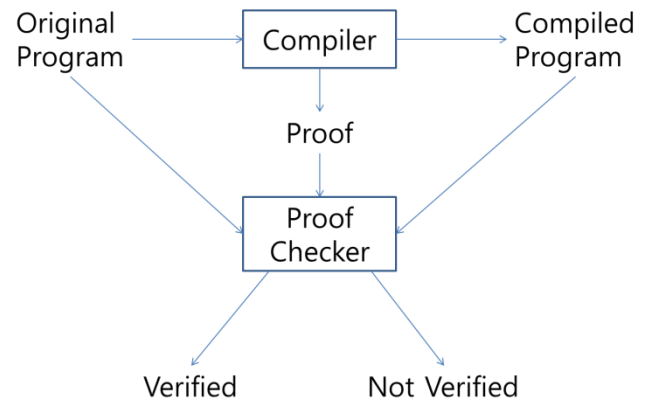 Original
Program
Compiler
Compiled
Program
Proof
Proof
Checker
Verified
Not Verified